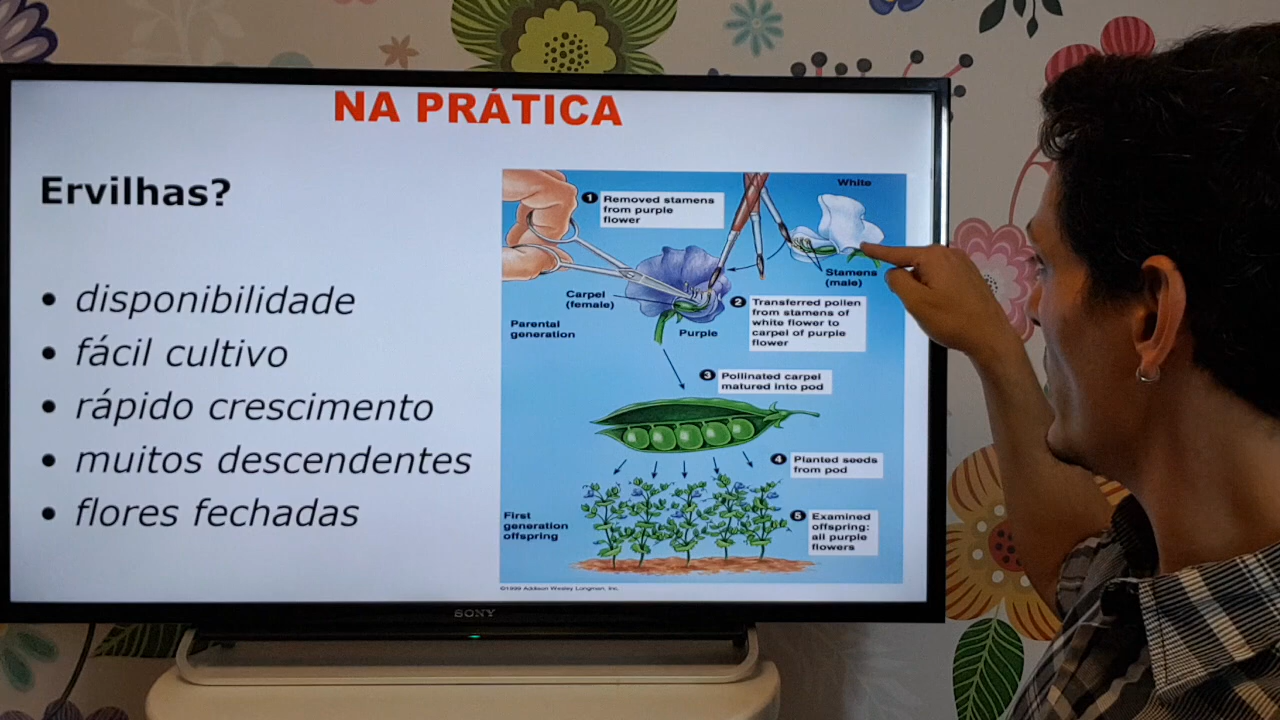 NA PRÁTICA
Ervilhas?
• disponibilidade
• fácil cultivo
• rápido crescimento
• muitos descendentes
• flores fechadas
1 Removed stamens
from purple
flower
White
Stamens
(male)
Carpel
(female)
2 Transferred pollen
from stamens of
white flower to
carpel of purple
flower
Parental
generation
Purple
3 Pollinated carpel
matured into pod
4 Planted seeds
from pod
First
generation
offspring
5 Examined
offspring:
all purple
flowers
©1999 Addison Wesley Longman, Inc.
SONY